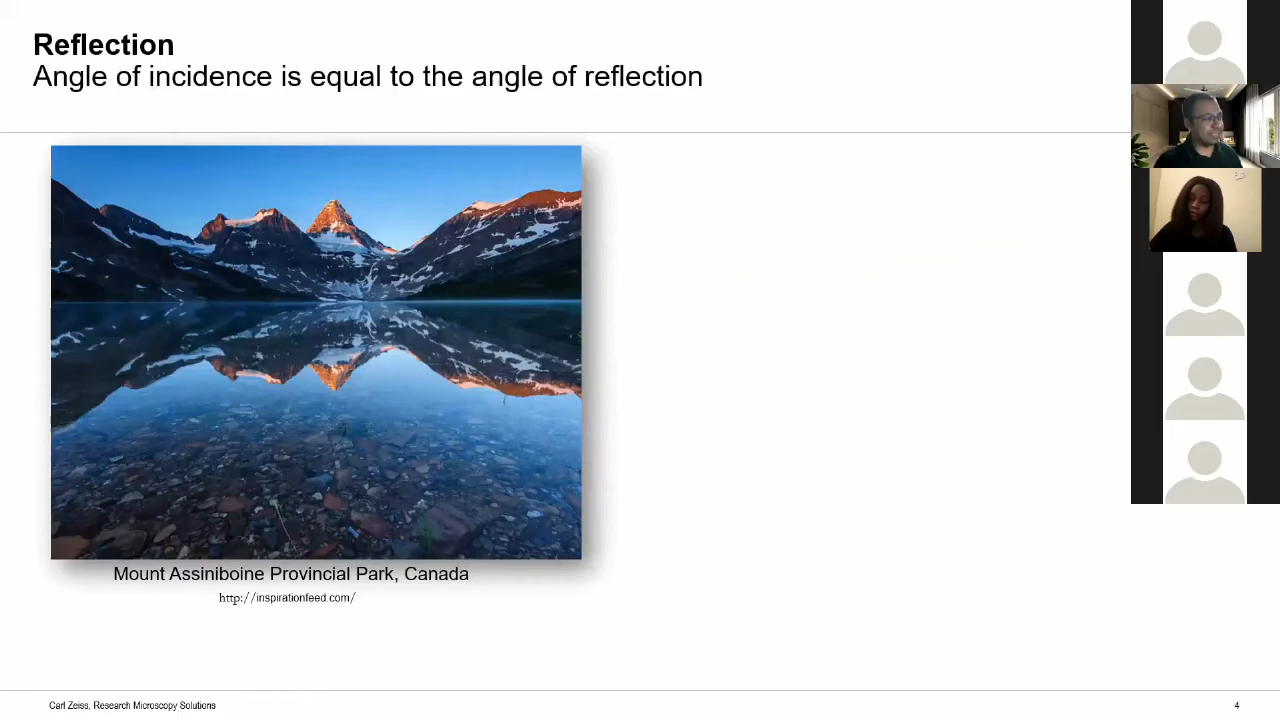 Reflection
Angle of incidence is equal to the angle of reflection
Mount Assiniboine Provincial Park, Canada
http://inspirationfeed.com/
Carl Zeiss, Research Microscopy Solutions
4